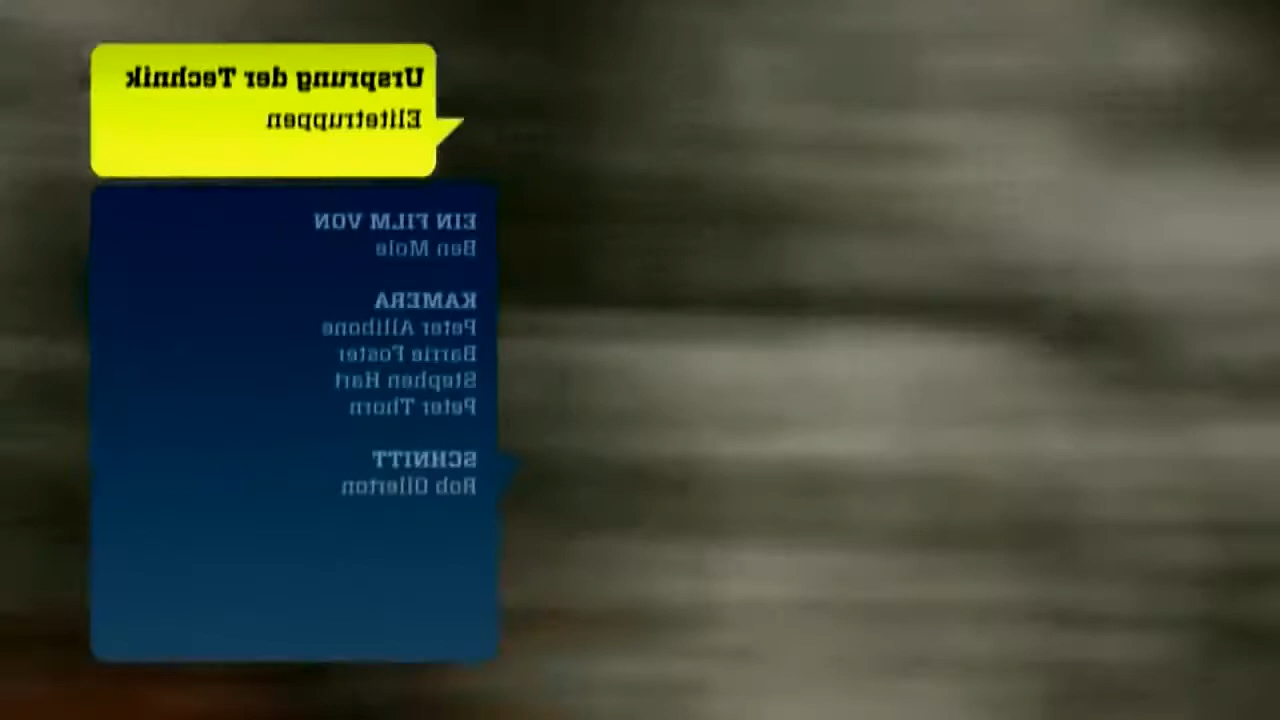 Ursprung der Technik
Elitetruppen
EIN FILM VON
Ben Mole
KAMERA
Peter Allibone
Barrie Foster
Stephen Hart
Peter Thorn
SCHNITT
Rob Ollerton